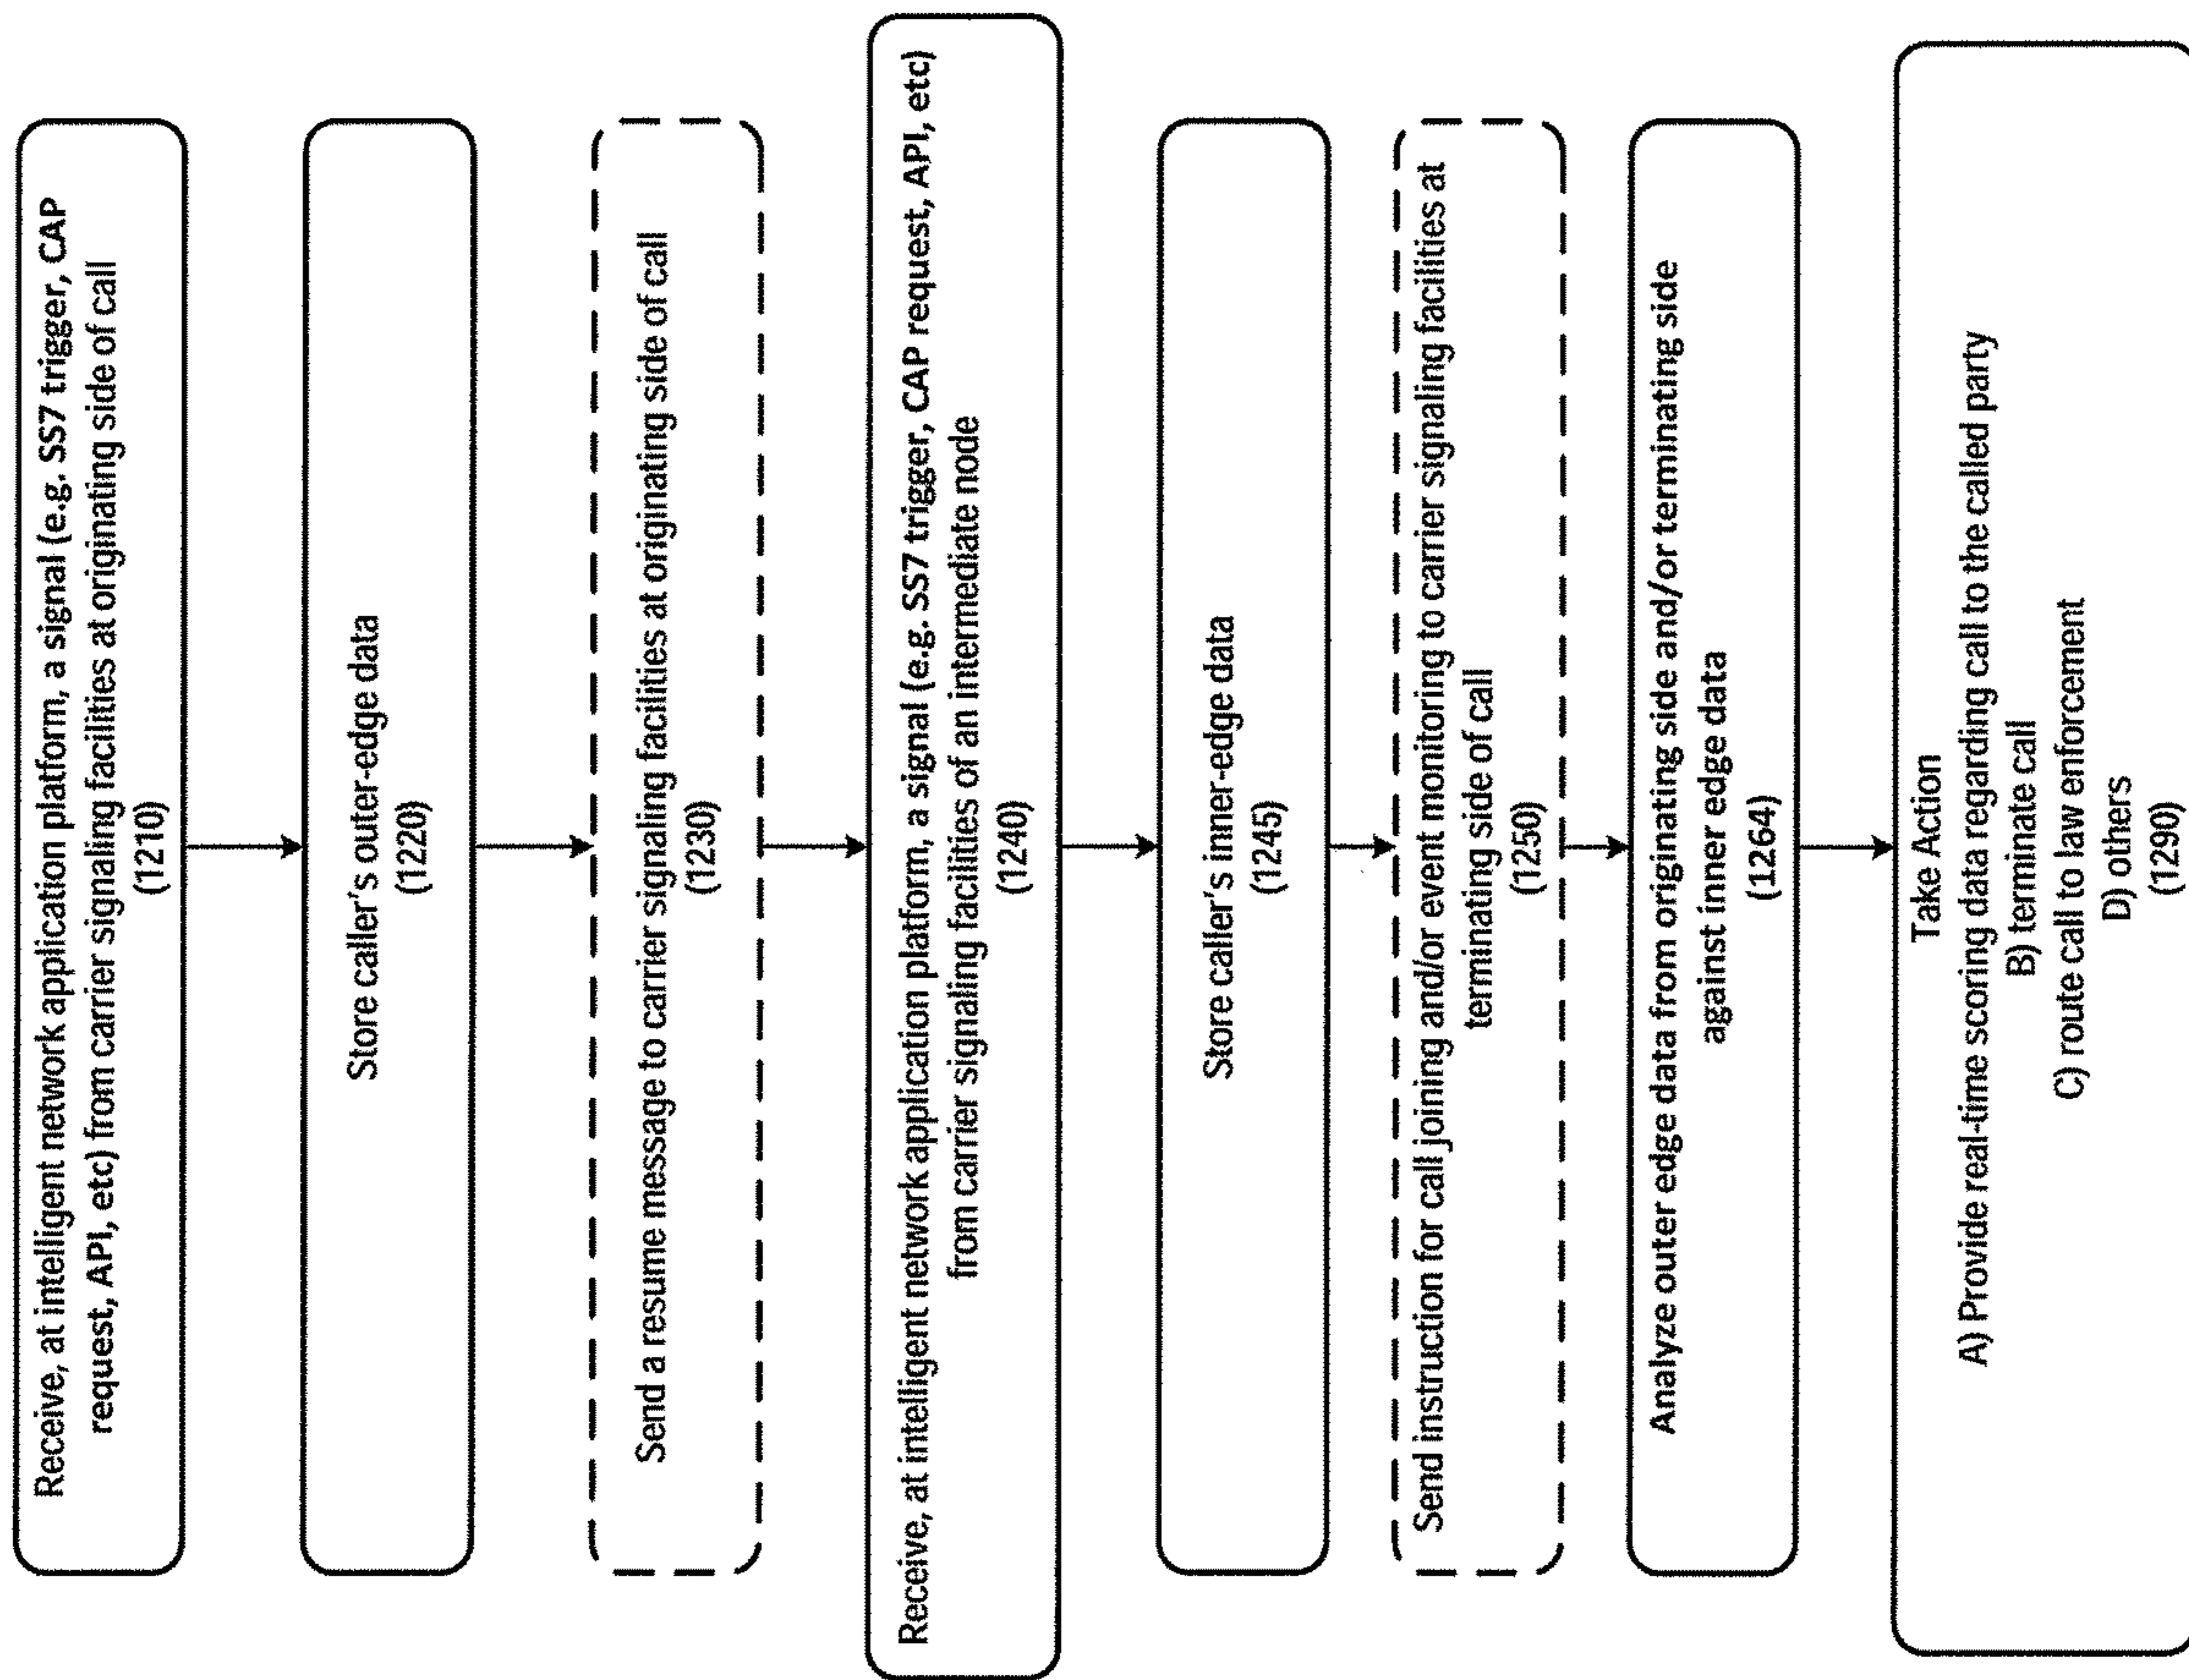 Receive, at intelligent network application platform, a signal (e.g. SS7 trigger, CAP
request, API, etc) from carrier signaling facilities at originating side of call
(1210)
Store caller's outer-edge data
(1220)
Send a resume message to carrier signaling facilities at originating side of call
(1230)
Receive, at intelligent network application platform, a signal (e.g. SS7 trigger, CAP request, API, etc)
from carrier signaling facilities of an intermediate node
(1240)
Store caller's inner-edge data
(1245)
Send instruction for call joining and/or event monitoring to carrier signaling facilities at
terminating side of call
(1250)
Analyze outer edge data from originating side and/or terminating side
against inner edge data
(1264)
Take Action
A) Provide real-time scoring data regarding call to the called party
B) terminate call
C) route call to law enforcement
D) others
(1290)